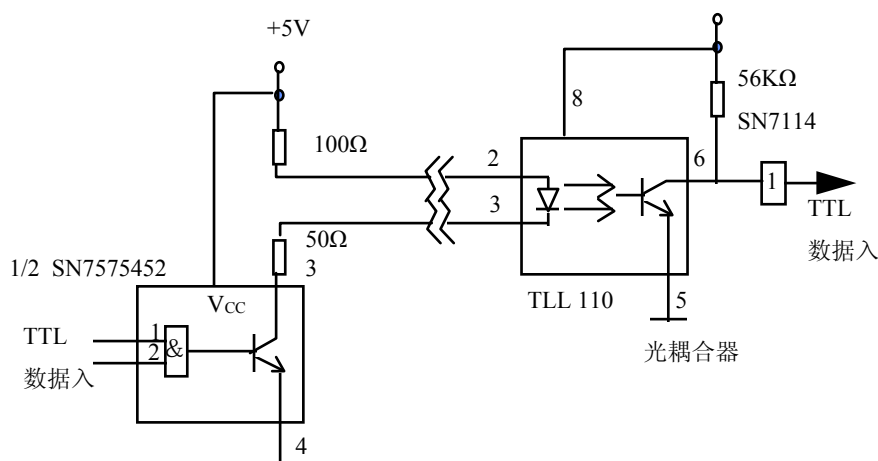 +5V
56KΩ
8
SN7114
100Ω
2
6
1
3
TTL
50Ω
数据入
1/2 SN7575452
3
VCC
TLL 110
5
TTL
1
2
&
光耦合器
数据入
4